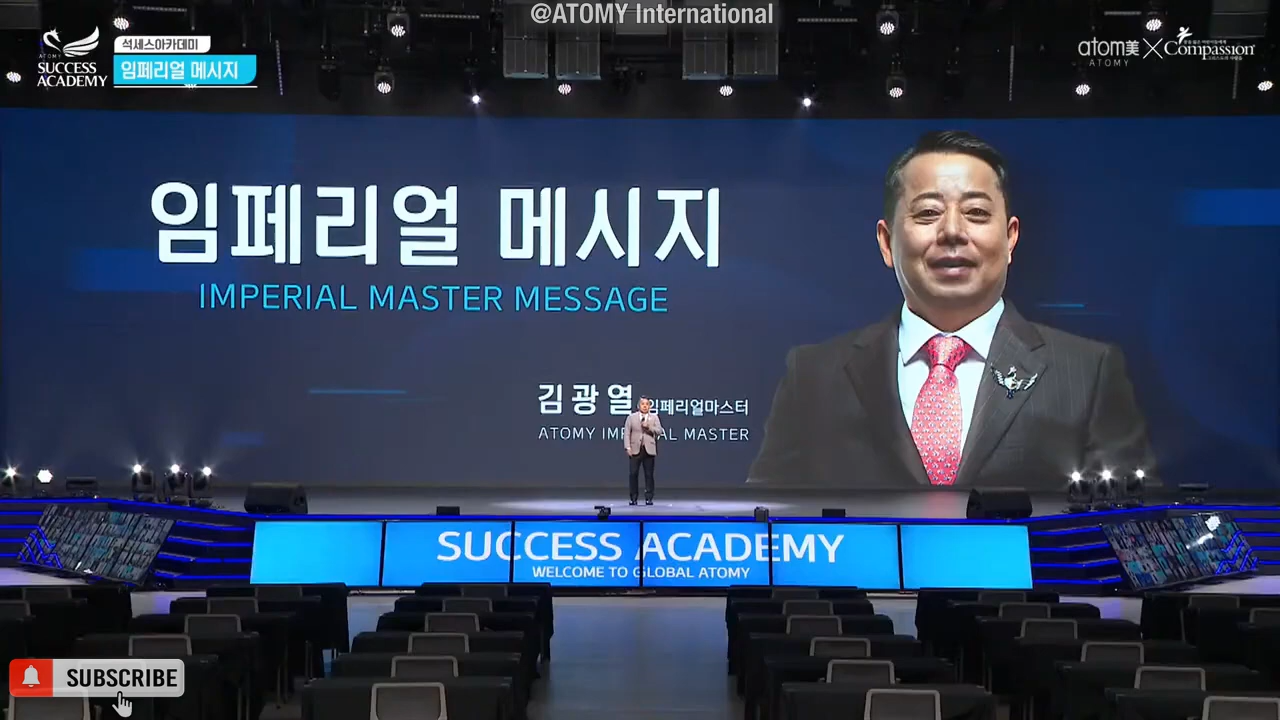 @ATOMY International
ATOMY
SUCCESS
ACADEMY
석세스아카데미
임페리얼 메시지
atom美
ATOMY
Compassion
임페리얼 메시지
IMPERIAL MASTER MESSAGE
김광열 임페리얼마스터
ATOMY IMPERIAL MASTER
SUCCESS ACADEMY
WELCOME TO GLOBAL ATOMY
SUBSCRIBE